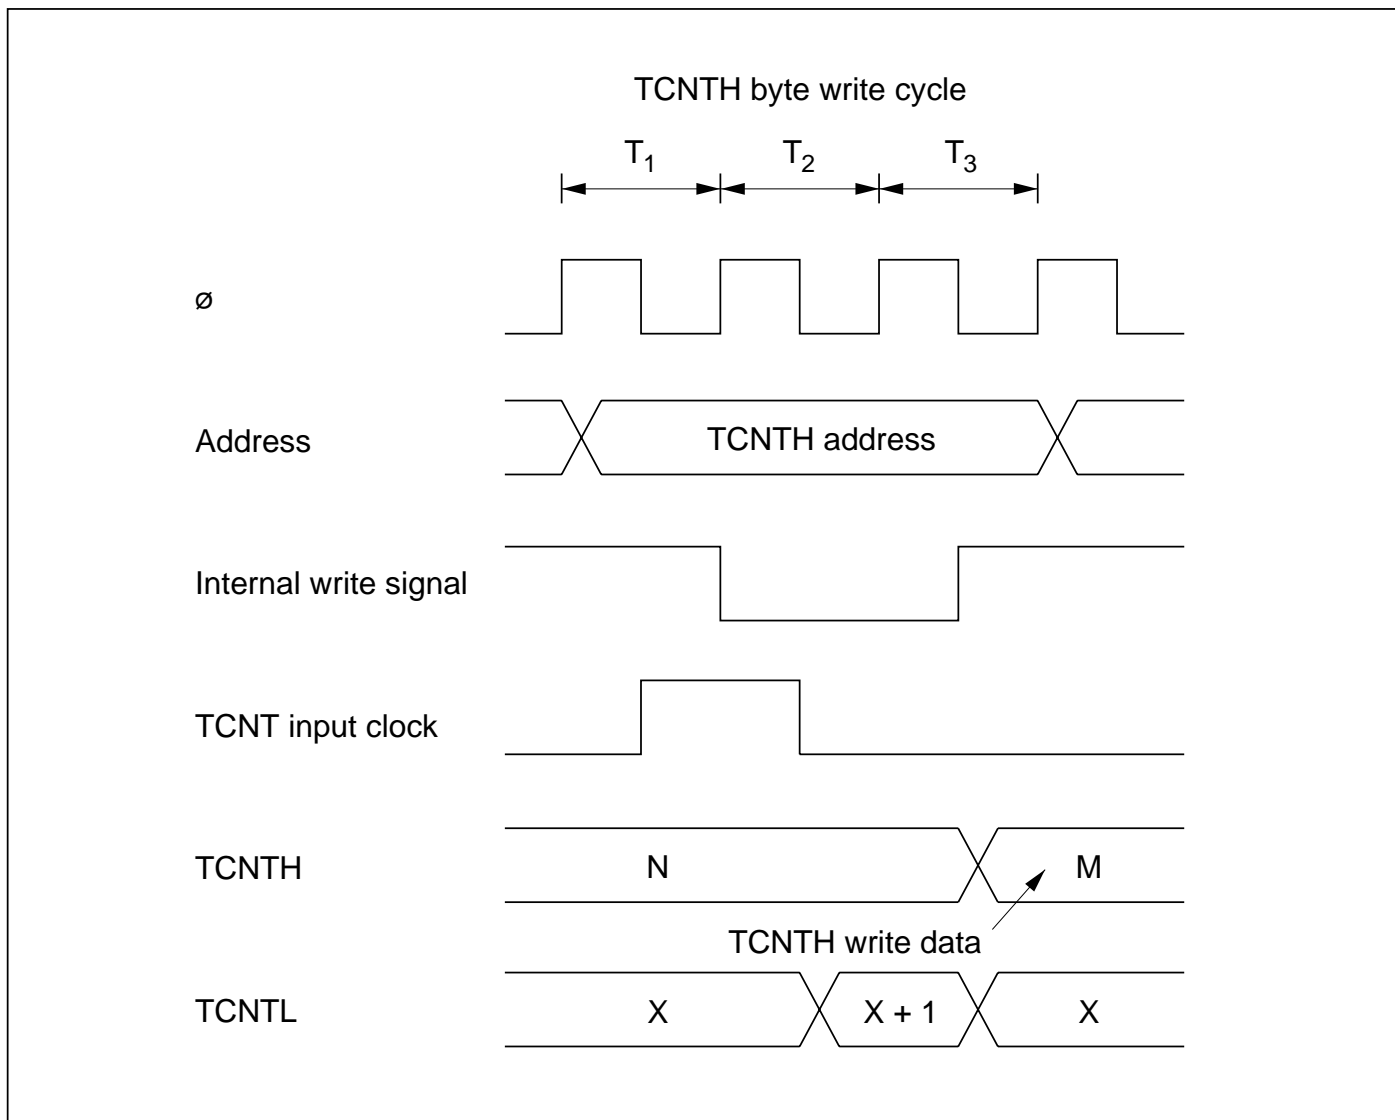 TCNTH byte write cycle
T1 T2 T3
ø
Address TCNTH address
Internal write signal
TCNT input clock
TCNTH N M
TCNTH write data
TCNTL X X + 1 X